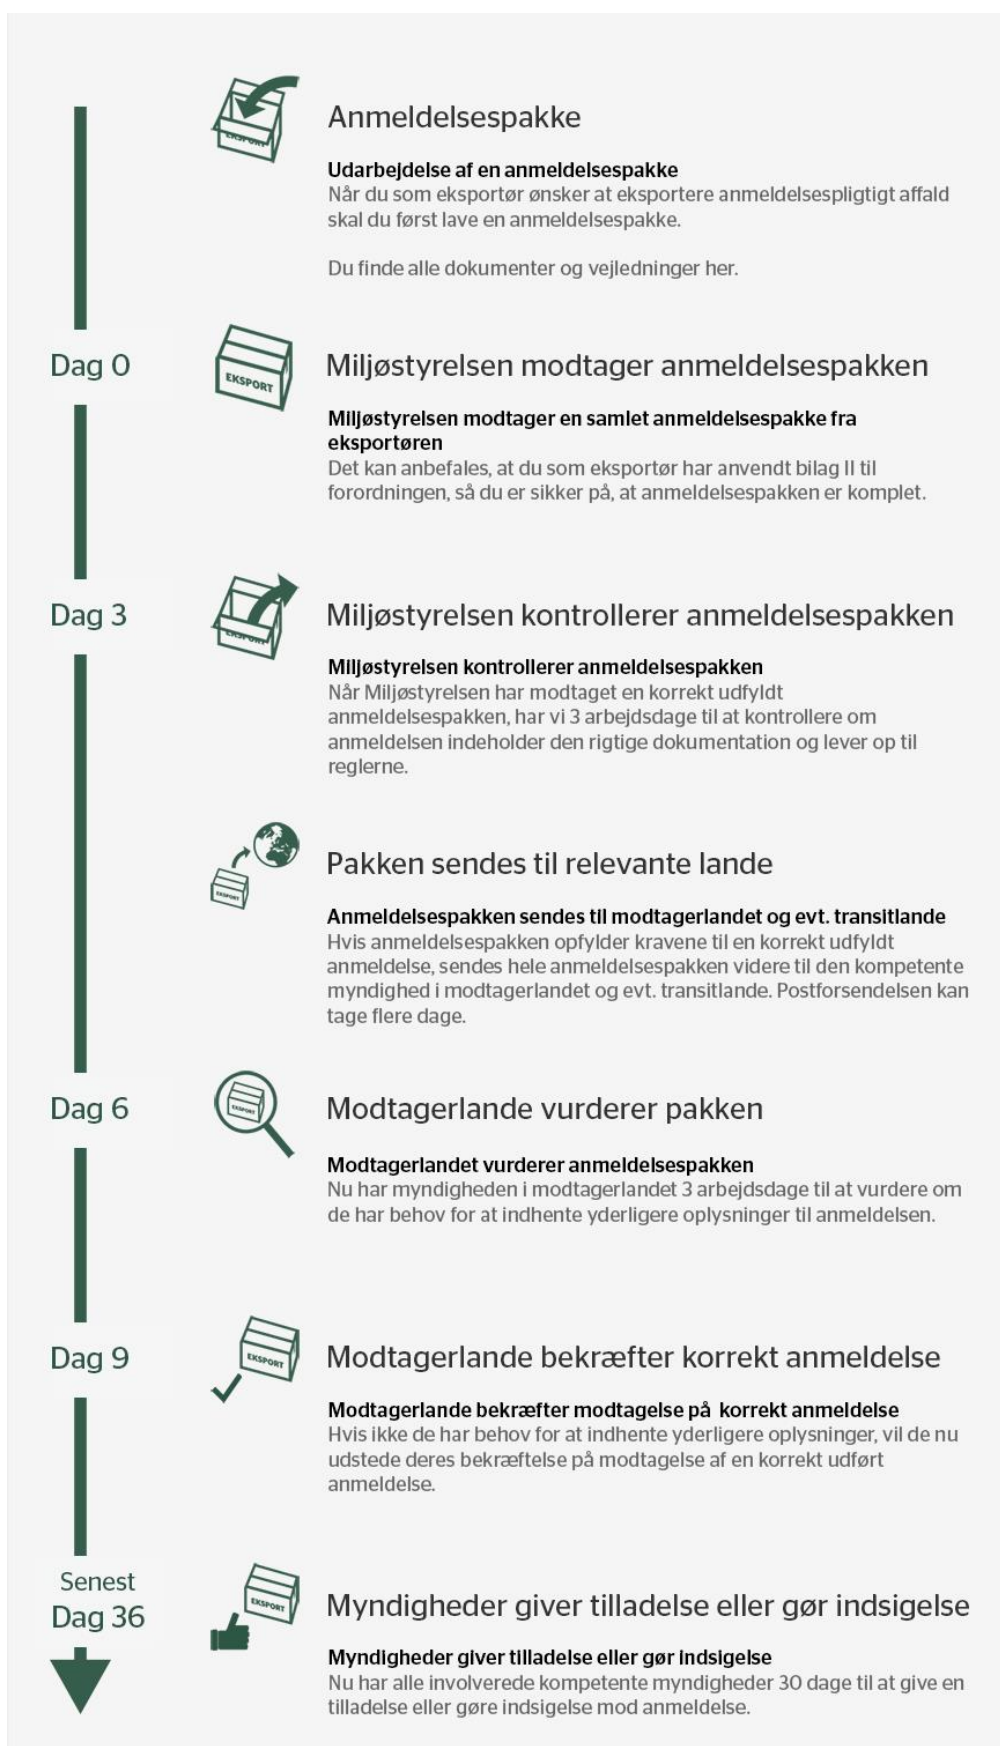 Anmeldelsespakke
Udarbejdelse af en anmeldelsespakke
Når du som eksportør ønsker at eksportere anmeldelsespligtigt affald
skal du først lave en anmeldelsespakke.
Du finde alle dokumenter og vejledninger her.
Dag 0
EKSPORT
Miljøstyrelsen modtager anmeldelsespakken
Miljøstyrelsen modtager en samlet anmeldelsespakke fra
eksportøren
Det kan anbefales, at du som eksportør har anvendt bilag II til
forordningen, så du er sikker på, at anmeldelsespakken er komplet.
Dag 3
Miljøstyrelsen kontrollerer anmeldelsespakken
Miljøstyrelsen kontrollerer anmeldelsespakken
Når Miljøstyrelsen har modtaget en korrekt udfyldt
anmeldelsespakken, har vi 3 arbejdsdage til at kontrollere om
anmeldelsen indeholder den rigtige dokumentation og lever op til
reglerne.
EKSPORT
Pakken sendes til relevante lande
Anmeldelsespakken sendes til modtagerlandet og evt. transitlande
Hvis anmeldelsespakken opfylder kravene til en korrekt udfyldt
anmeldelse, sendes hele anmeldelsespakken videre til den kompetente
myndighed i modtagerlandet og evt. transitlande. Postforsendelsen kan
tage flere dage.
Dag 6
EKSPORT
Modtagerlande vurderer pakken
Modtagerlandet vurderer anmeldelsespakken
Nu har myndigheden i modtagerlandet 3 arbejdsdage til at vurdere om
de har behov for at indhente yderligere oplysninger til anmeldelsen.
Dag 9
EKSPORT
Modtagerlande bekræfter korrekt anmeldelse
Modtagerlande bekræfter modtagelse på korrekt anmeldelse
Hvis ikke de har behov for at indhente yderligere oplysninger, vil de nu
udstede deres bekræftelse på modtagelse af en korrekt udført
anmeldelse.
Senest
Dag 36
EKSPORT
Myndigheder giver tilladelse eller gør indsigelse
Myndigheder giver tilladelse eller gør indsigelse
Nu har alle involverede kompetente myndigheder 30 dage til at give en
tilladelse eller gøre indsigelse mod anmeldelse.